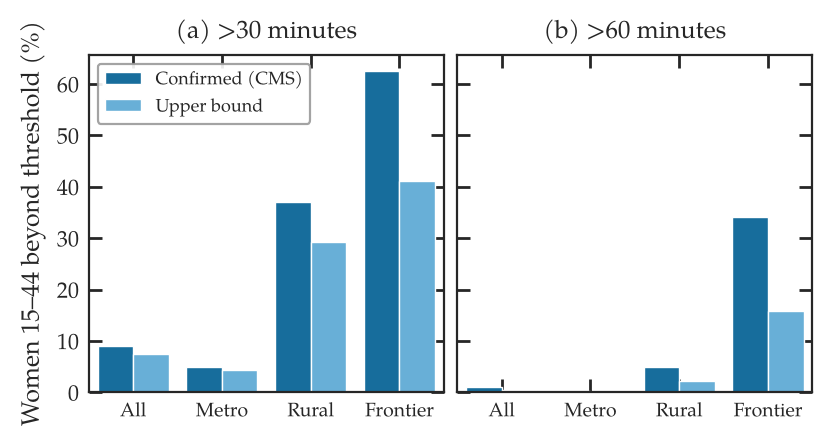 (a) >30 minutes
(b) >60 minutes
Women 15–44 beyond threshold (%)
60
50
40
30
20
10
0
Confirmed (CMS)
Upper bound
All Metro Rural Frontier
All Metro Rural Frontier